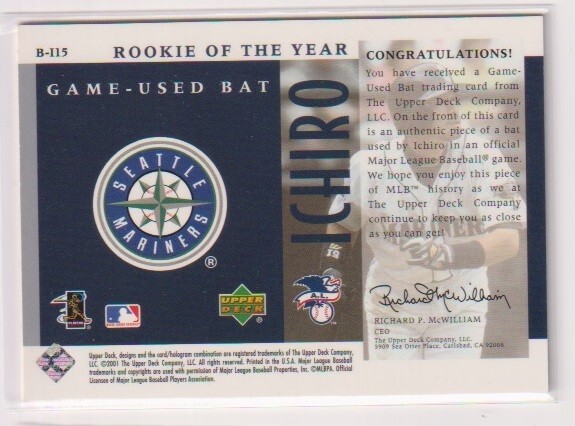 B-I15
ROOKIE OF THE YEAR
GAME-USED BAT
SEATTLE
MARINERS
®
ICHIRO
CONGRATULATIONS!
You have received a Game-
Used Bat trading card from
The Upper Deck Company,
LLC. On the front of this card
is an authentic piece of a bat
used by Ichiro in an official
Major League Baseball® game.
We hope you enjoy this piece
of MLB™ history as we at
The Upper Deck Company
continue to keep you as close
as you can get!
Richard P. McWilliam
RICHARD P. MCWILLIAM
CEO
The Upper Deck Company, LLC.
5909 Sea Otter Place, Carlsbad, CA 92008
UPPER
DECK
A.L.
Upper Deck, designs and the card/hologram combination are registered trademarks of The Upper Deck Company,
LLC. ©2001 The Upper Deck Company, LLC. All rights reserved. Printed in the U.S.A. Major League Baseball
trademarks and copyrights are used with permission of Major League Baseball Properties, Inc. ©MLBPA. Official
Licensee of Major League Baseball Players Association.